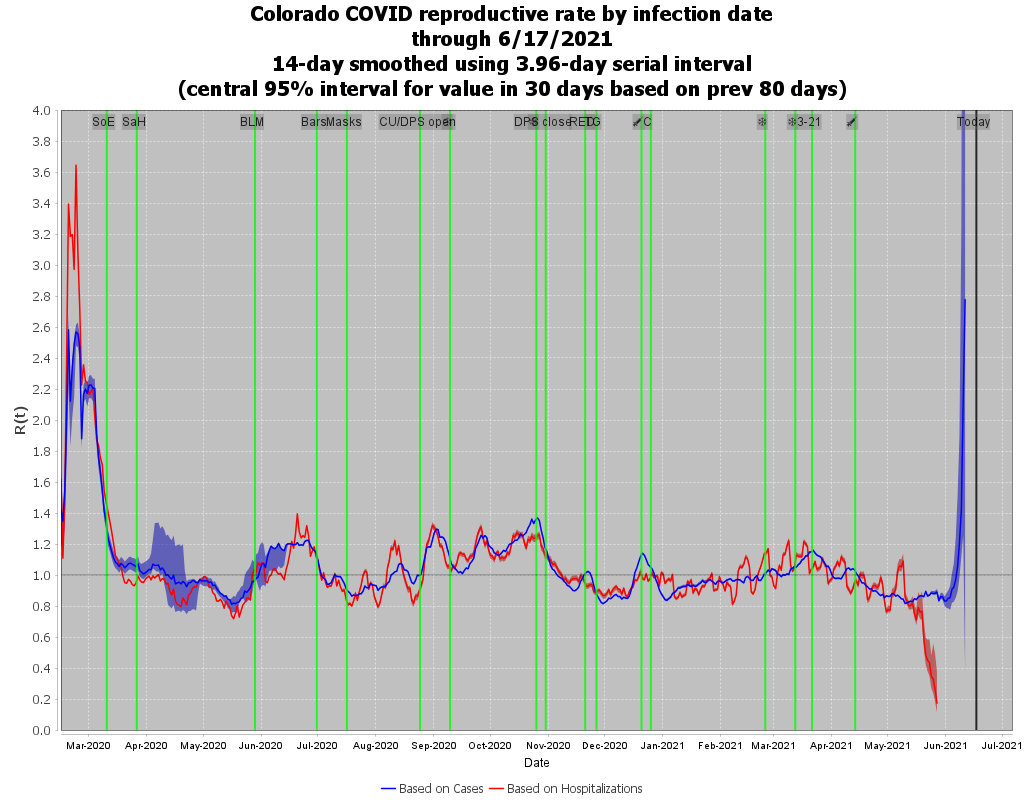 Colorado COVID reproductive rate by infection date
through 6/17/2021
14-day smoothed using 3.96-day serial interval
(central 95% interval for value in 30 days based on prev 80 days)
SoE SaH BLM Bars Masks CU/DPS open DPS close RETG C 3-21 Today
4.0
3.8
3.6
3.4
3.2
3.0
2.8
2.6
2.4
2.2
2.0
1.8
1.6
1.4
1.2
1.0
0.8
0.6
0.4
0.2
0.0
R(t)
Mar-2020 Apr-2020 May-2020 Jun-2020 Jul-2020 Aug-2020 Sep-2020 Oct-2020 Nov-2020 Dec-2020 Jan-2021 Feb-2021 Mar-2021 Apr-2021 May-2021 Jun-2021 Jul-2021
Date
Based on Cases Based on Hospitalizations